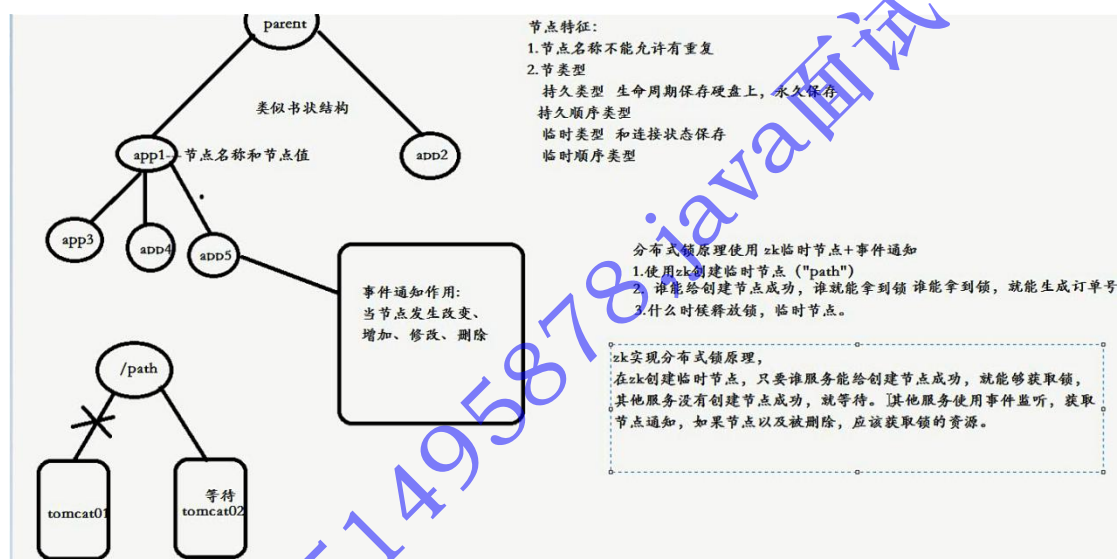 parent
类似书状结构
app1---节点名称和节点值
app2
app3
app4
app5
事件通知作用:
当节点发生改变、
增加、修改、删除
/path
tomcat01
等待
tomcat02
节点特征:
1.节点名称不能允许有重复
2.节类型
持久类型 生命周期保存硬盘上，永久保存
持久顺序类型
临时类型 和连接状态保存
临时顺序类型
分布式锁原理使用 zk临时节点+事件通知
1.使用zk创建临时节点（"path"）
2. 谁能给创建节点成功，谁就能拿到锁 谁能拿到锁，就能生成订单号
3.什么时候释放锁，临时节点。
zk实现分布式锁原理，
在zk创建临时节点，只要谁服务能给创建节点成功，就能够获取锁，
其他服务没有创建节点成功，就等待。其他服务使用事件监听，获取
节点通知，如果节点以及被删除，应该获取锁的资源。
5149 5878,java面试